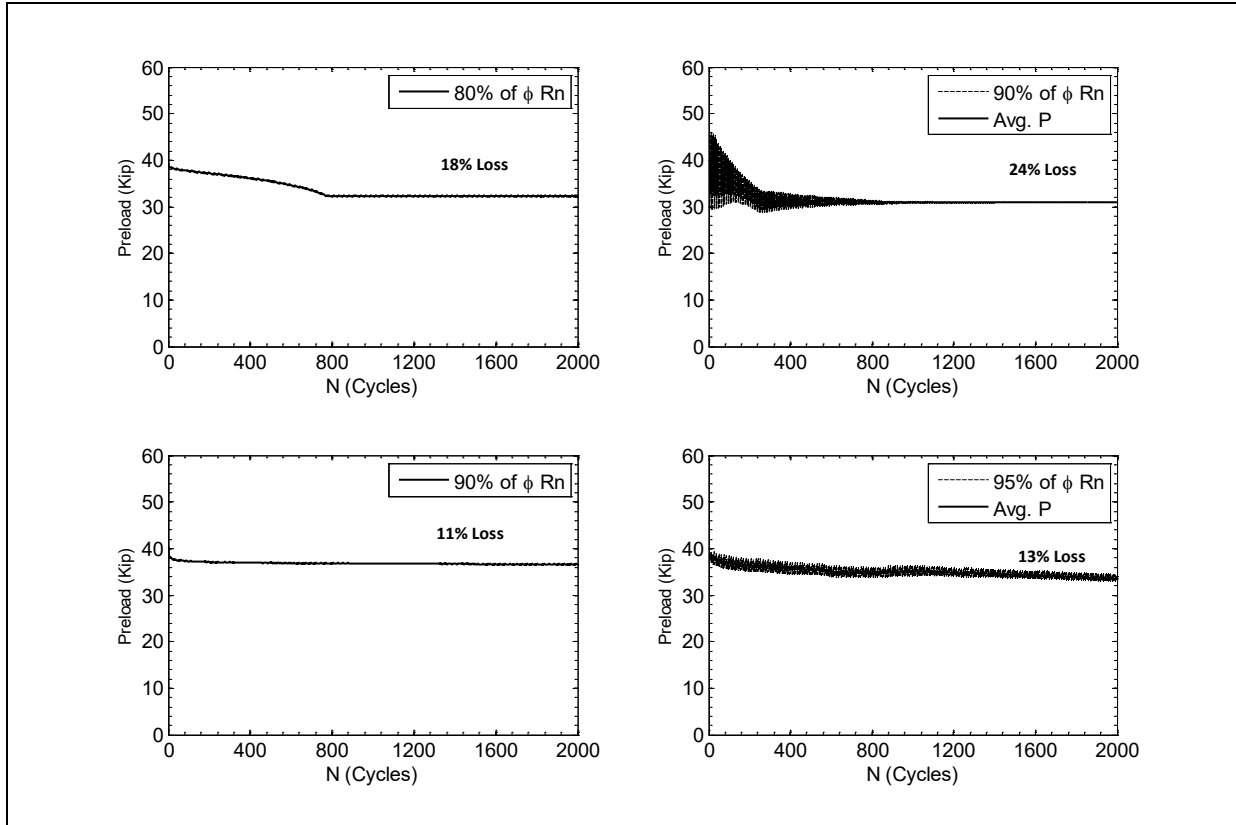 60
50
40
30
20
10
0
Preload (Kip)
80% of ϕ Rn
18% Loss
0 400 800 1200 1600 2000
N (Cycles)
60
50
40
30
20
10
0
Preload (Kip)
90% of ϕ Rn
Avg. P
24% Loss
0 400 800 1200 1600 2000
N (Cycles)
60
50
40
30
20
10
0
Preload (Kip)
90% of ϕ Rn
11% Loss
0 400 800 1200 1600 2000
N (Cycles)
60
50
40
30
20
10
0
Preload (Kip)
95% of ϕ Rn
Avg. P
13% Loss
0 400 800 1200 1600 2000
N (Cycles)